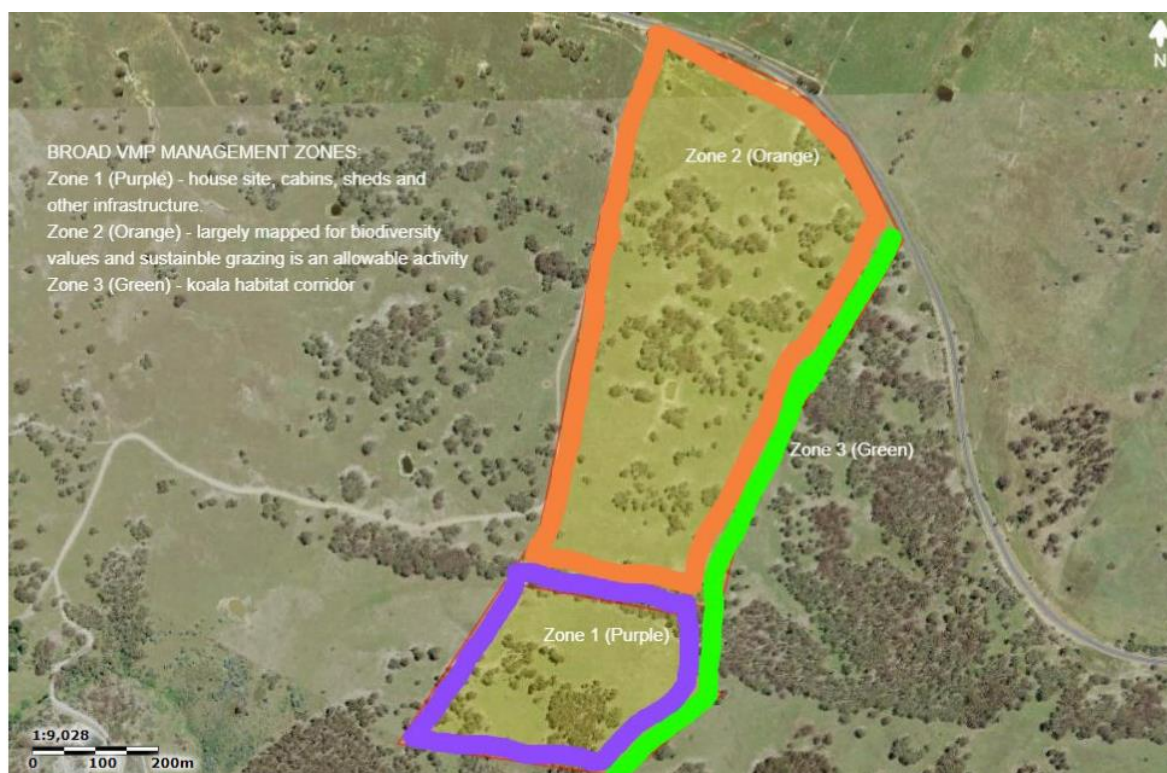 N
BROAD VMP MANAGEMENT ZONES:
Zone 1 (Purple) - house site, cabins, sheds and
other infrastructure.
Zone 2 (Orange) - largely mapped for biodiversity
values and sustainble grazing is an allowable activity
Zone 3 (Green) - koala habitat corridor
Zone 2 (Orange)
Zone 3 (Green)
Zone 1 (Purple)
1:9,028
0 100 200m